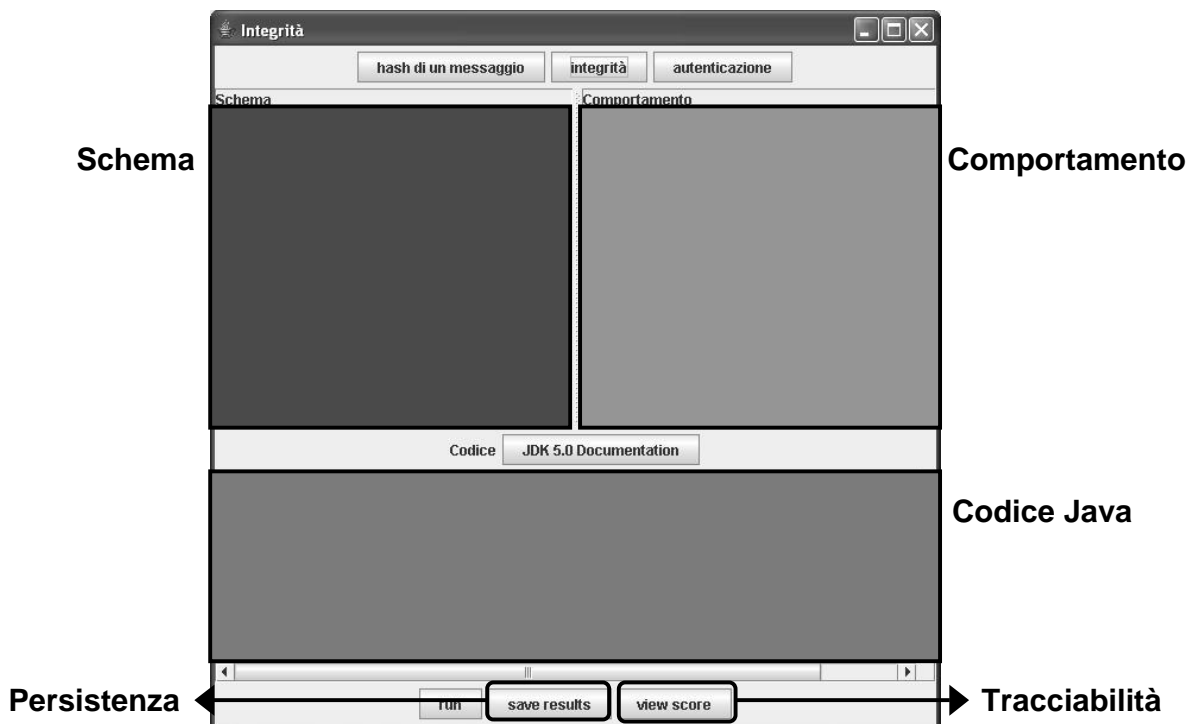 Integrità
hash di un messaggio integrità autenticazione
Schema Comportamento
Schema Comportamento
Codice JDK 5.0 Documentation
Codice Java
Persistenza run save results view score Tracciabilità